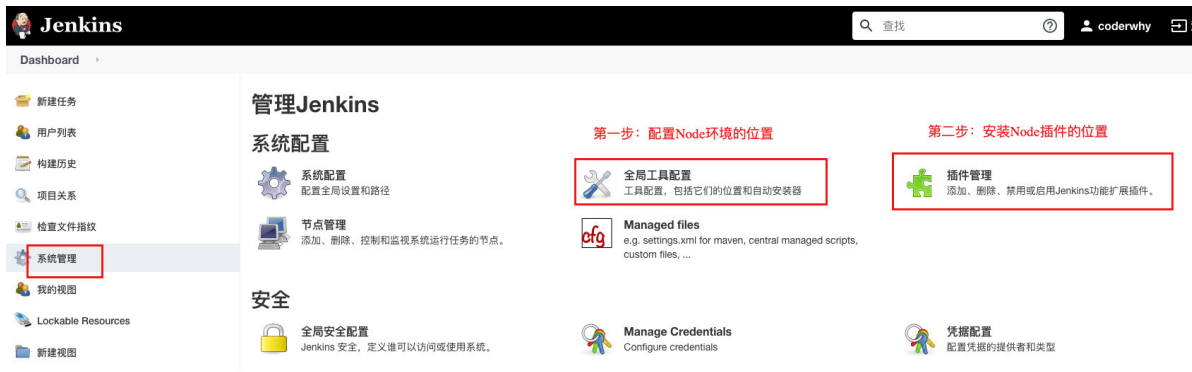 Jenkins
查找
coderwhy
Dashboard
新建任务
用户列表
构建历史
项目关系
检查文件指纹
系统管理
我的视图
Lockable Resources
新建视图
管理Jenkins
系统配置
第一步：配置Node环境的位置
第二步：安装Node插件的位置
系统配置
配置全局设置和路径
全局工具配置
工具配置，包括它们的位置和自动安装器
插件管理
添加、删除、禁用或启用Jenkins功能扩展插件。
节点管理
添加、删除、控制和监视系统运行任务的节点。
cfg
Managed files
e.g. settings.xml for maven, central managed scripts,
custom files, ...
安全
全局安全配置
Jenkins 安全，定义谁可以访问或使用系统。
Manage Credentials
Configure credentials
凭据配置
配置凭据的提供者和类型